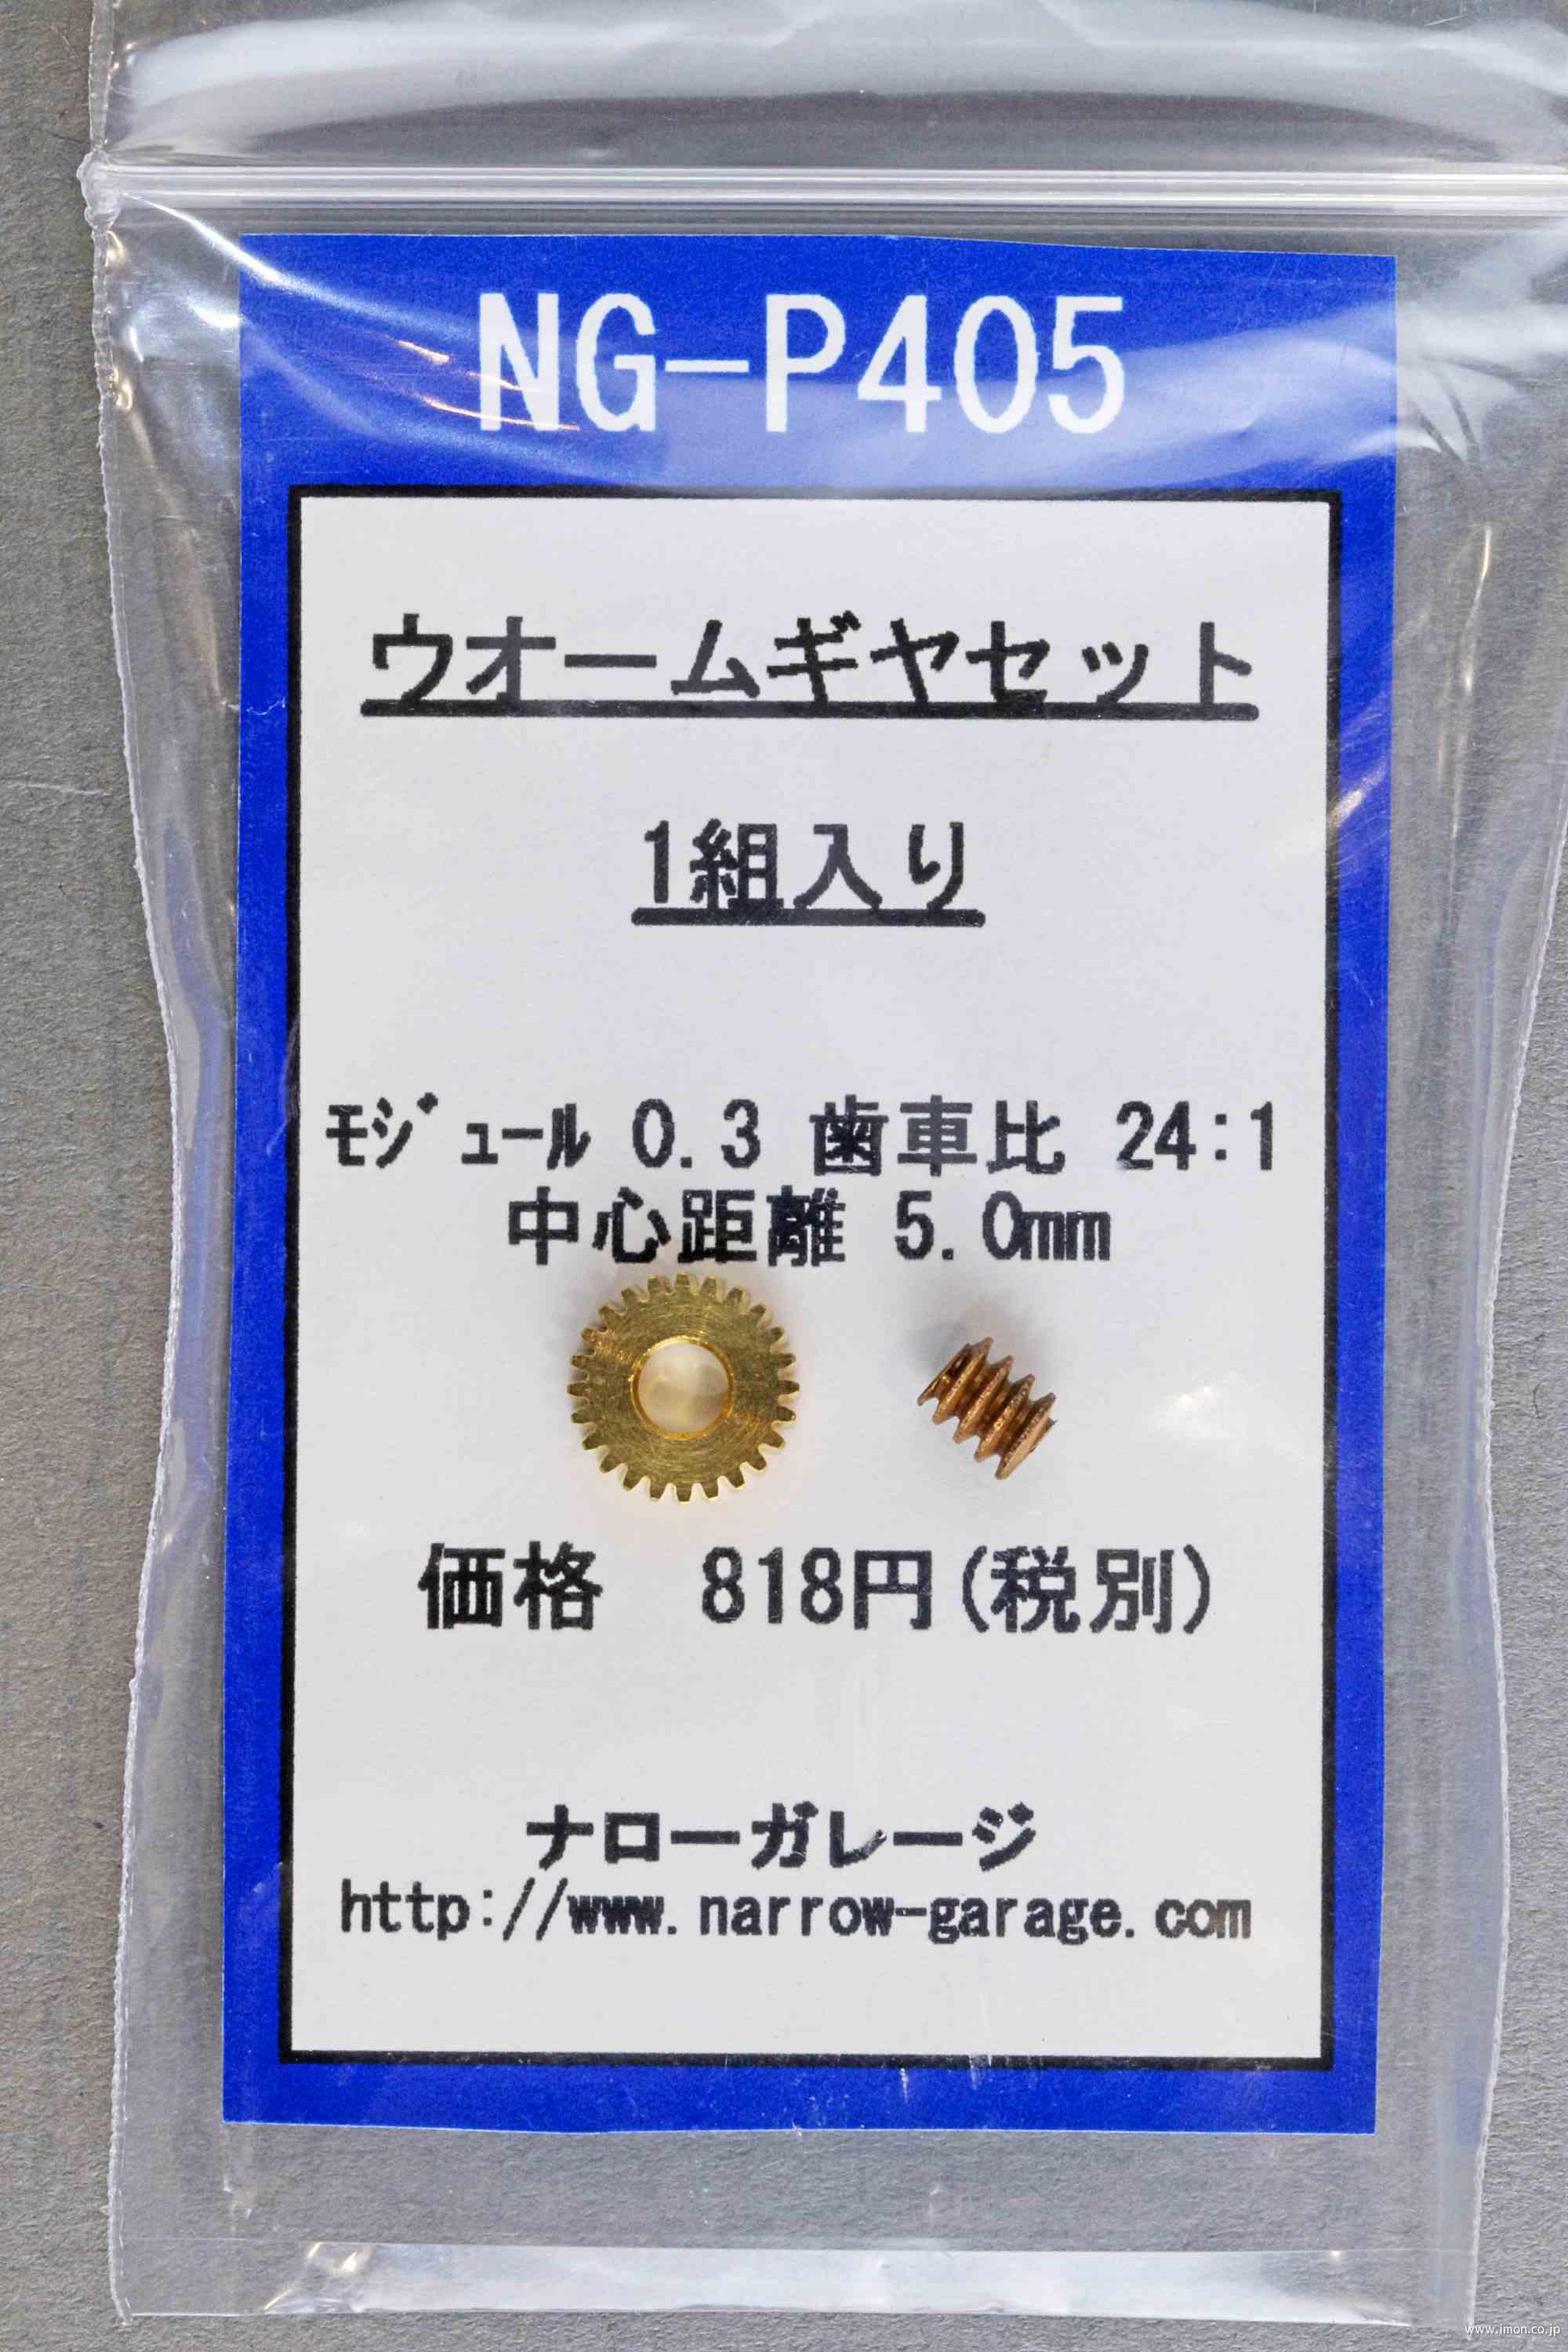 NG-P405
ウオームギヤセット
1組入り
ﾓｼﾞｭｰﾙ 0.3 歯車比 24:1
中心距離 5.0mm
価格 818円(税別)
ナローガレージ
http://www.narrow-garage.com
www.imon.co.jp